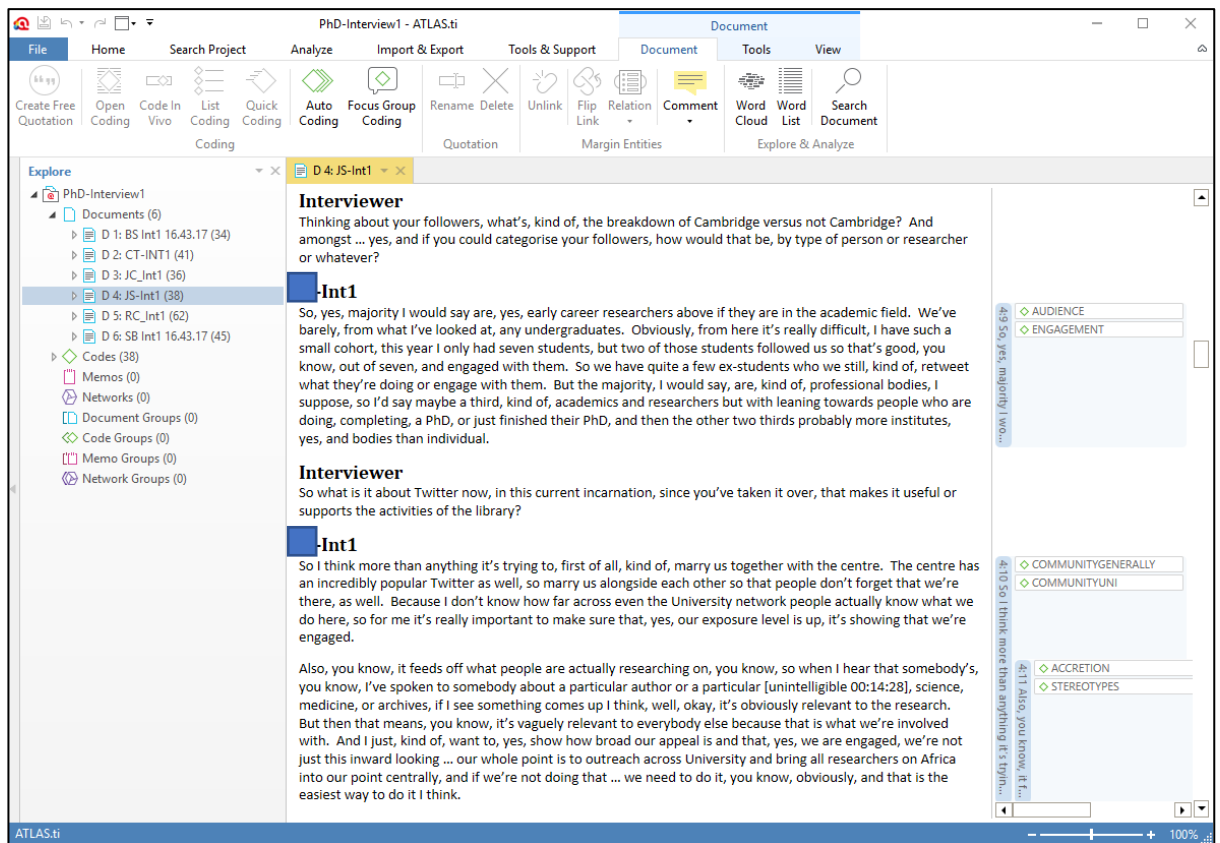 PhD-Interview1 - ATLAS.ti
Document
File
Home
Search Project
Analyze
Import & Export
Tools & Support
Document
Tools
View
Create Free
Quotation
Open
Coding
Code In
Vivo
List
Coding
Quick
Coding
Auto
Coding
Focus Group
Coding
Rename
Delete
Unlink
Flip
Link
Relation
Comment
Word
Cloud
Word
List
Search
Document
Coding
Quotation
Margin Entities
Explore & Analyze
Explore
PhD-Interview1
Documents (6)
D 1: BS Int1 16.43.17 (34)
D 2: CT-INT1 (41)
D 3: JC_Int1 (36)
D 4: JS-Int1 (38)
D 5: RC_Int1 (62)
D 6: SB Int1 16.43.17 (45)
Codes (38)
Memos (0)
Networks (0)
Document Groups (0)
Code Groups (0)
Memo Groups (0)
Network Groups (0)
D 4: JS-Int1
Interviewer
Thinking about your followers, what's, kind of, the breakdown of Cambridge versus not Cambridge? And
amongst ... yes, and if you could categorise your followers, how would that be, by type of person or researcher
or whatever?
-Int1
So, yes, majority I would say are, yes, early career researchers above if they are in the academic field. We've
barely, from what I've looked at, any undergraduates. Obviously, from here it's really difficult, I have such a
small cohort, this year I only had seven students, but two of those students followed us so that's good, you
know, out of seven, and engaged with them. So we have quite a few ex-students who we still, kind of, retweet
what they're doing or engage with them. But the majority, I would say, are, kind of, professional bodies, I
suppose, so I'd say maybe a third, kind of, academics and researchers but with leaning towards people who are
doing, completing, a PhD, or just finished their PhD, and then the other two thirds probably more institutes,
yes, and bodies than individual.
4:9 So, yes, majority I wo...
AUDIENCE
ENGAGEMENT
Interviewer
So what is it about Twitter now, in this current incarnation, since you've taken it over, that makes it useful or
supports the activities of the library?
-Int1
So I think more than anything it's trying to, first of all, kind of, marry us together with the centre. The centre has
an incredibly popular Twitter as well, so marry us alongside each other so that people don't forget that we're
there, as well. Because I don't know how far across even the University network people actually know what we
do here, so for me it's really important to make sure that, yes, our exposure level is up, it's showing that we're
engaged.
Also, you know, it feeds off what people are actually researching on, you know, so when I hear that somebody's,
you know, I've spoken to somebody about a particular author or a particular [unintelligible 00:14:28], science,
medicine, or archives, if I see something comes up I think, well, okay, it's obviously relevant to the research.
But then that means, you know, it's vaguely relevant to everybody else because that is what we're involved
with. And I just, kind of, want to, yes, show how broad our appeal is and that, yes, we are engaged, we're not
just this inward looking ... our whole point is to outreach across University and bring all researchers on Africa
into our point centrally, and if we're not doing that ... we need to do it, you know, obviously, and that is the
easiest way to do it I think.
4:10 So I think more than anything it's tryin...
COMMUNITYGENERALLY
COMMUNITYUNI
4:11 Also, you know, it f...
ACCRETION
STEREOTYPES
ATLAS.ti
100%